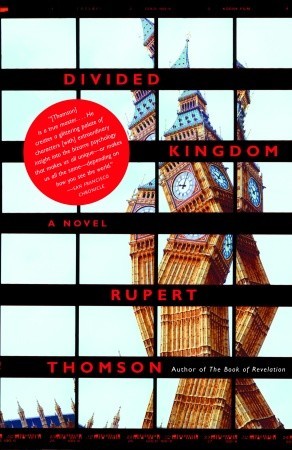 DIVIDED
KINGDOM
"[Thomson]
is a true master. . . . He
creates a glittering palate of
characters [with] extraordinary
insight into the bizarre psychology
that makes us all unique—or makes
us all the same—depending on
how you see the world."
—SAN FRANCISCO
CHRONICLE
A NOVEL
RUPERT
THOMSON
Author of The Book of Revelation